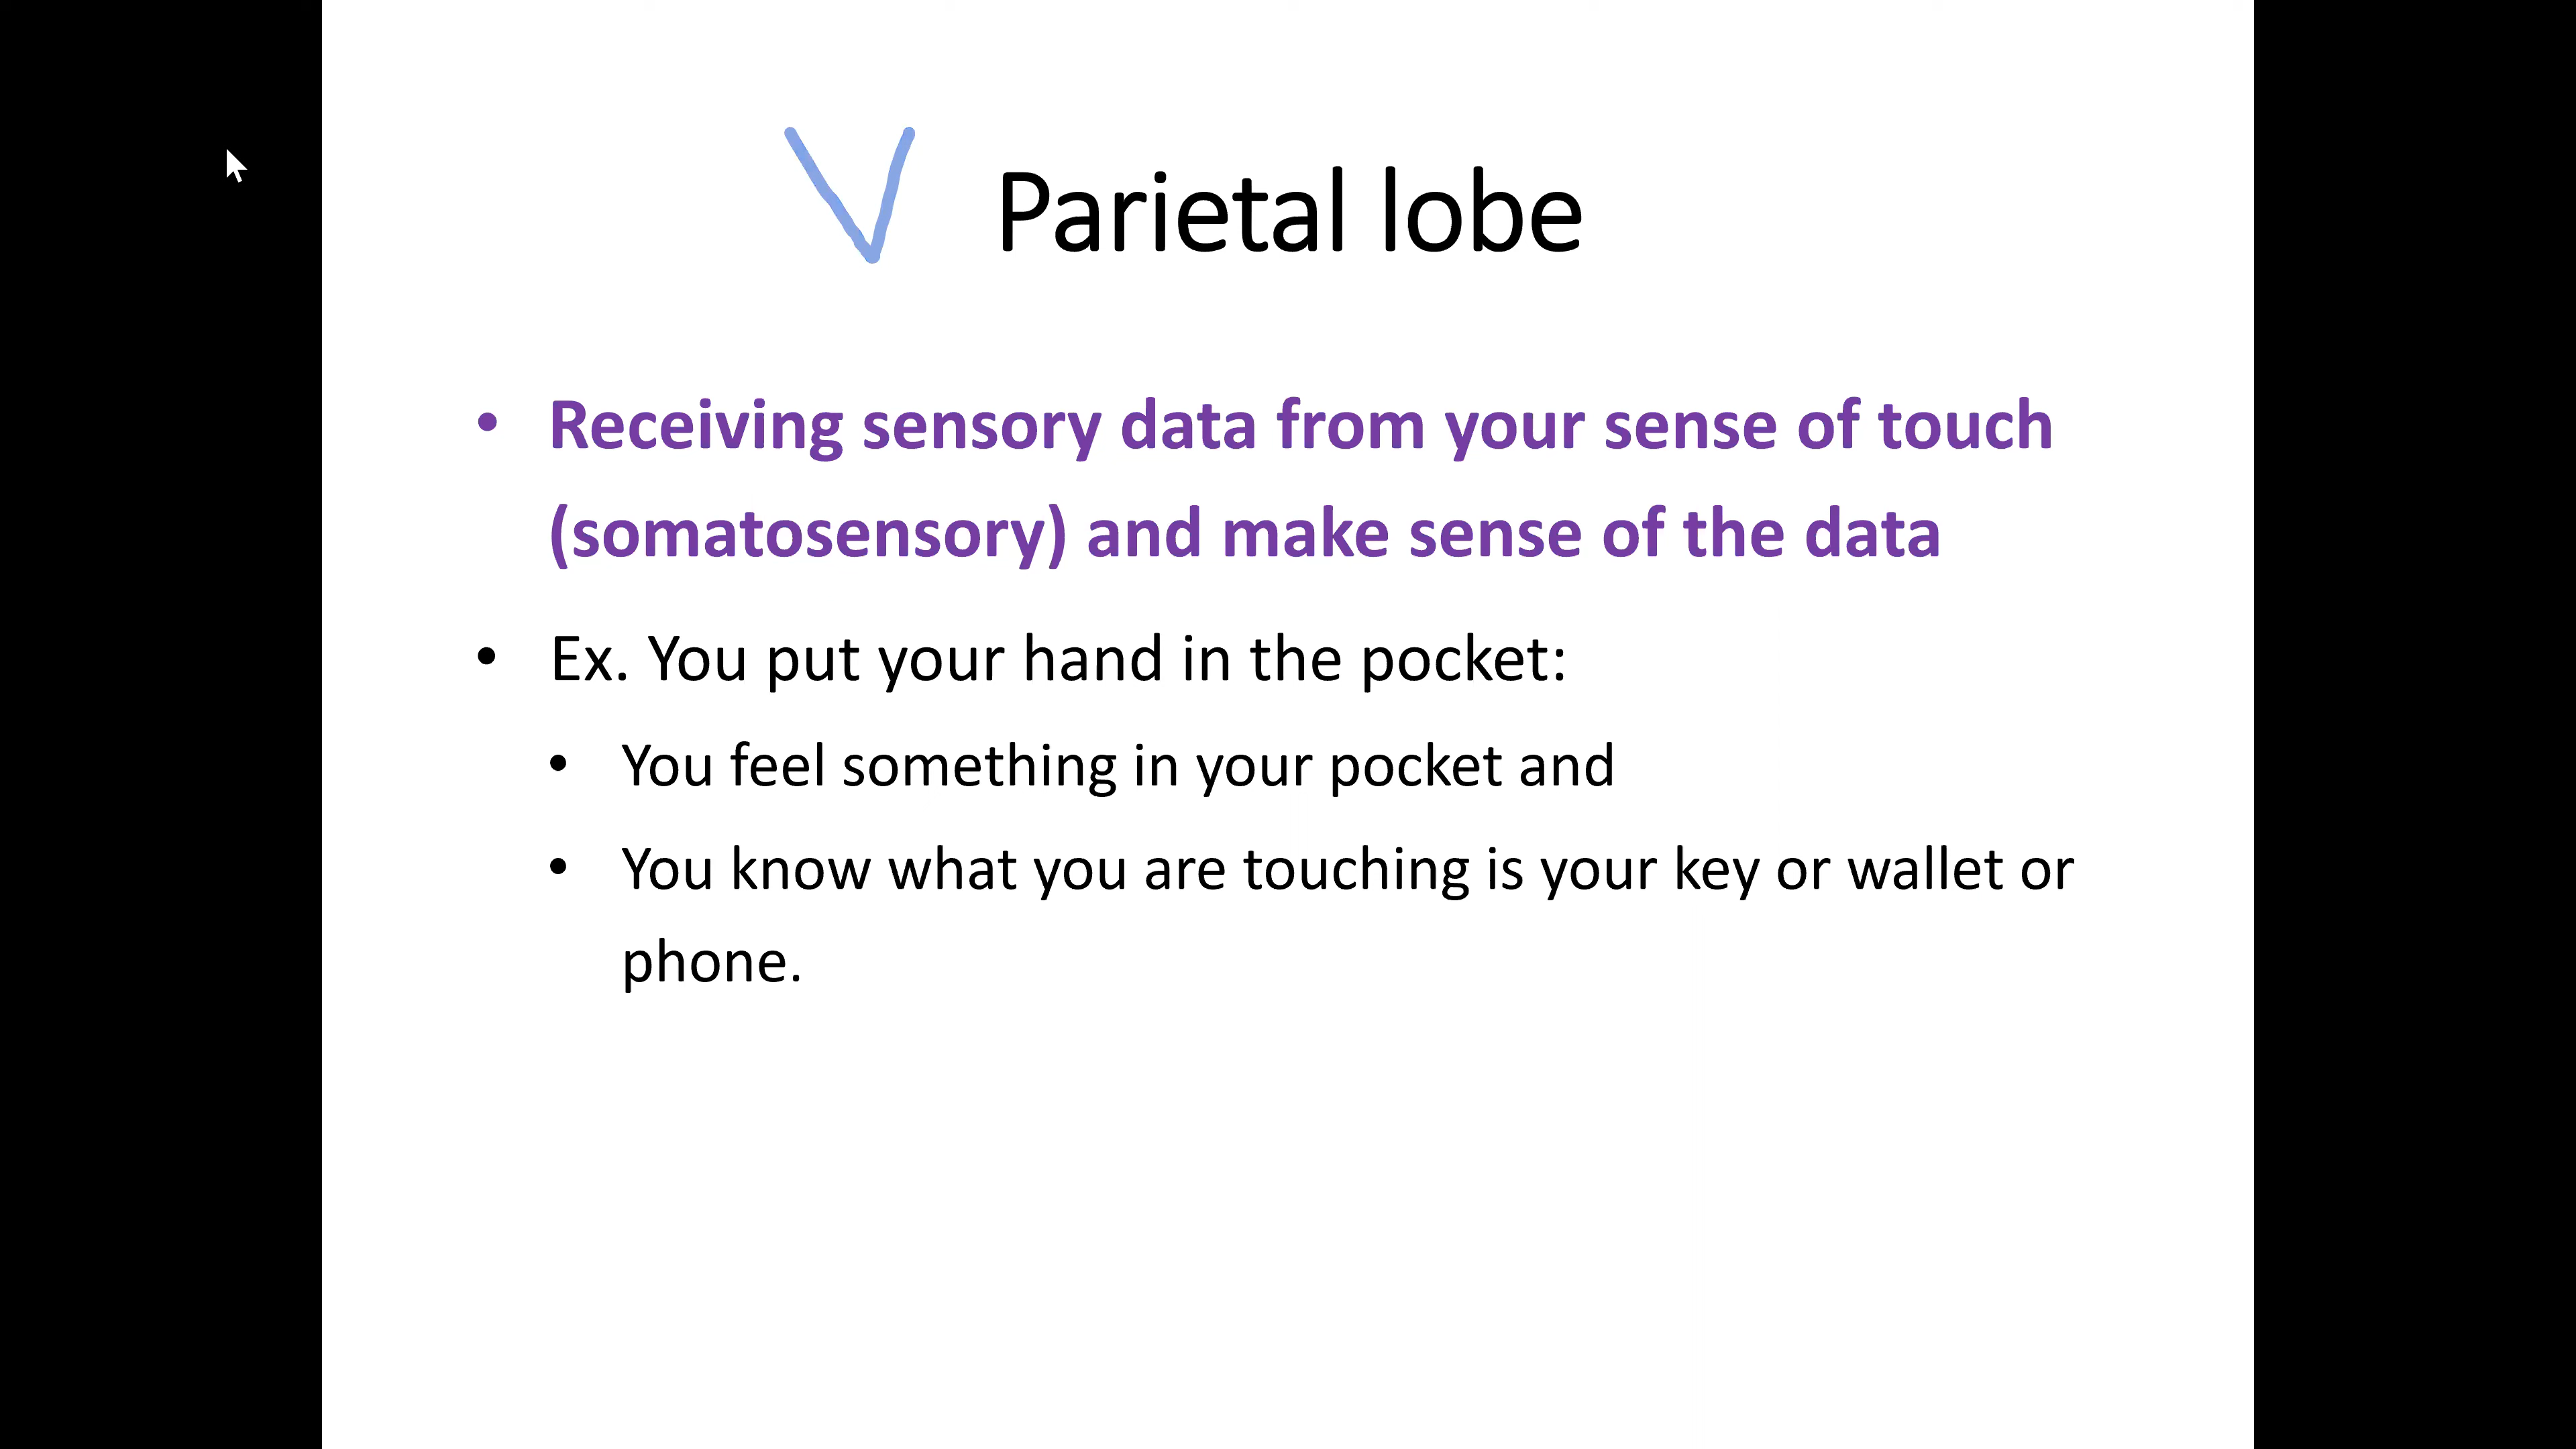 Parietal lobe
• Receiving sensory data from your sense of touch
(somatosensory) and make sense of the data
• Ex. You put your hand in the pocket:
• You feel something in your pocket and
• You know what you are touching is your key or wallet or
phone.